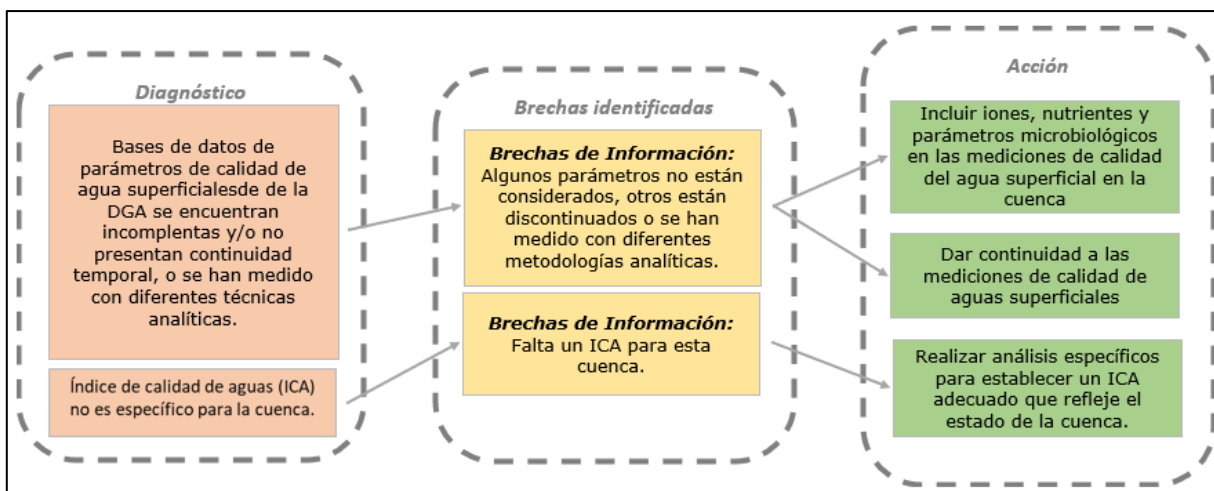 Diagnóstico
Bases de datos de
parámetros de calidad de
agua superficialesde de la
DGA se encuentran
incomplentas y/o no
presentan continuidad
temporal, o se han medido
con diferentes técnicas
analíticas.
Índice de calidad de aguas (ICA)
no es específico para la cuenca.
Brechas identificadas
Brechas de Información:
Algunos parámetros no están
considerados, otros están
discontinuados o se han
medido con diferentes
metodologías analíticas.
Brechas de Información:
Falta un ICA para esta
cuenca.
Acción
Incluir iones, nutrientes y
parámetros microbiológicos
en las mediciones de calidad
del agua superficial en la
cuenca
Dar continuidad a las
mediciones de calidad de
aguas superficiales
Realizar análisis específicos
para establecer un ICA
adecuado que refleje el
estado de la cuenca.